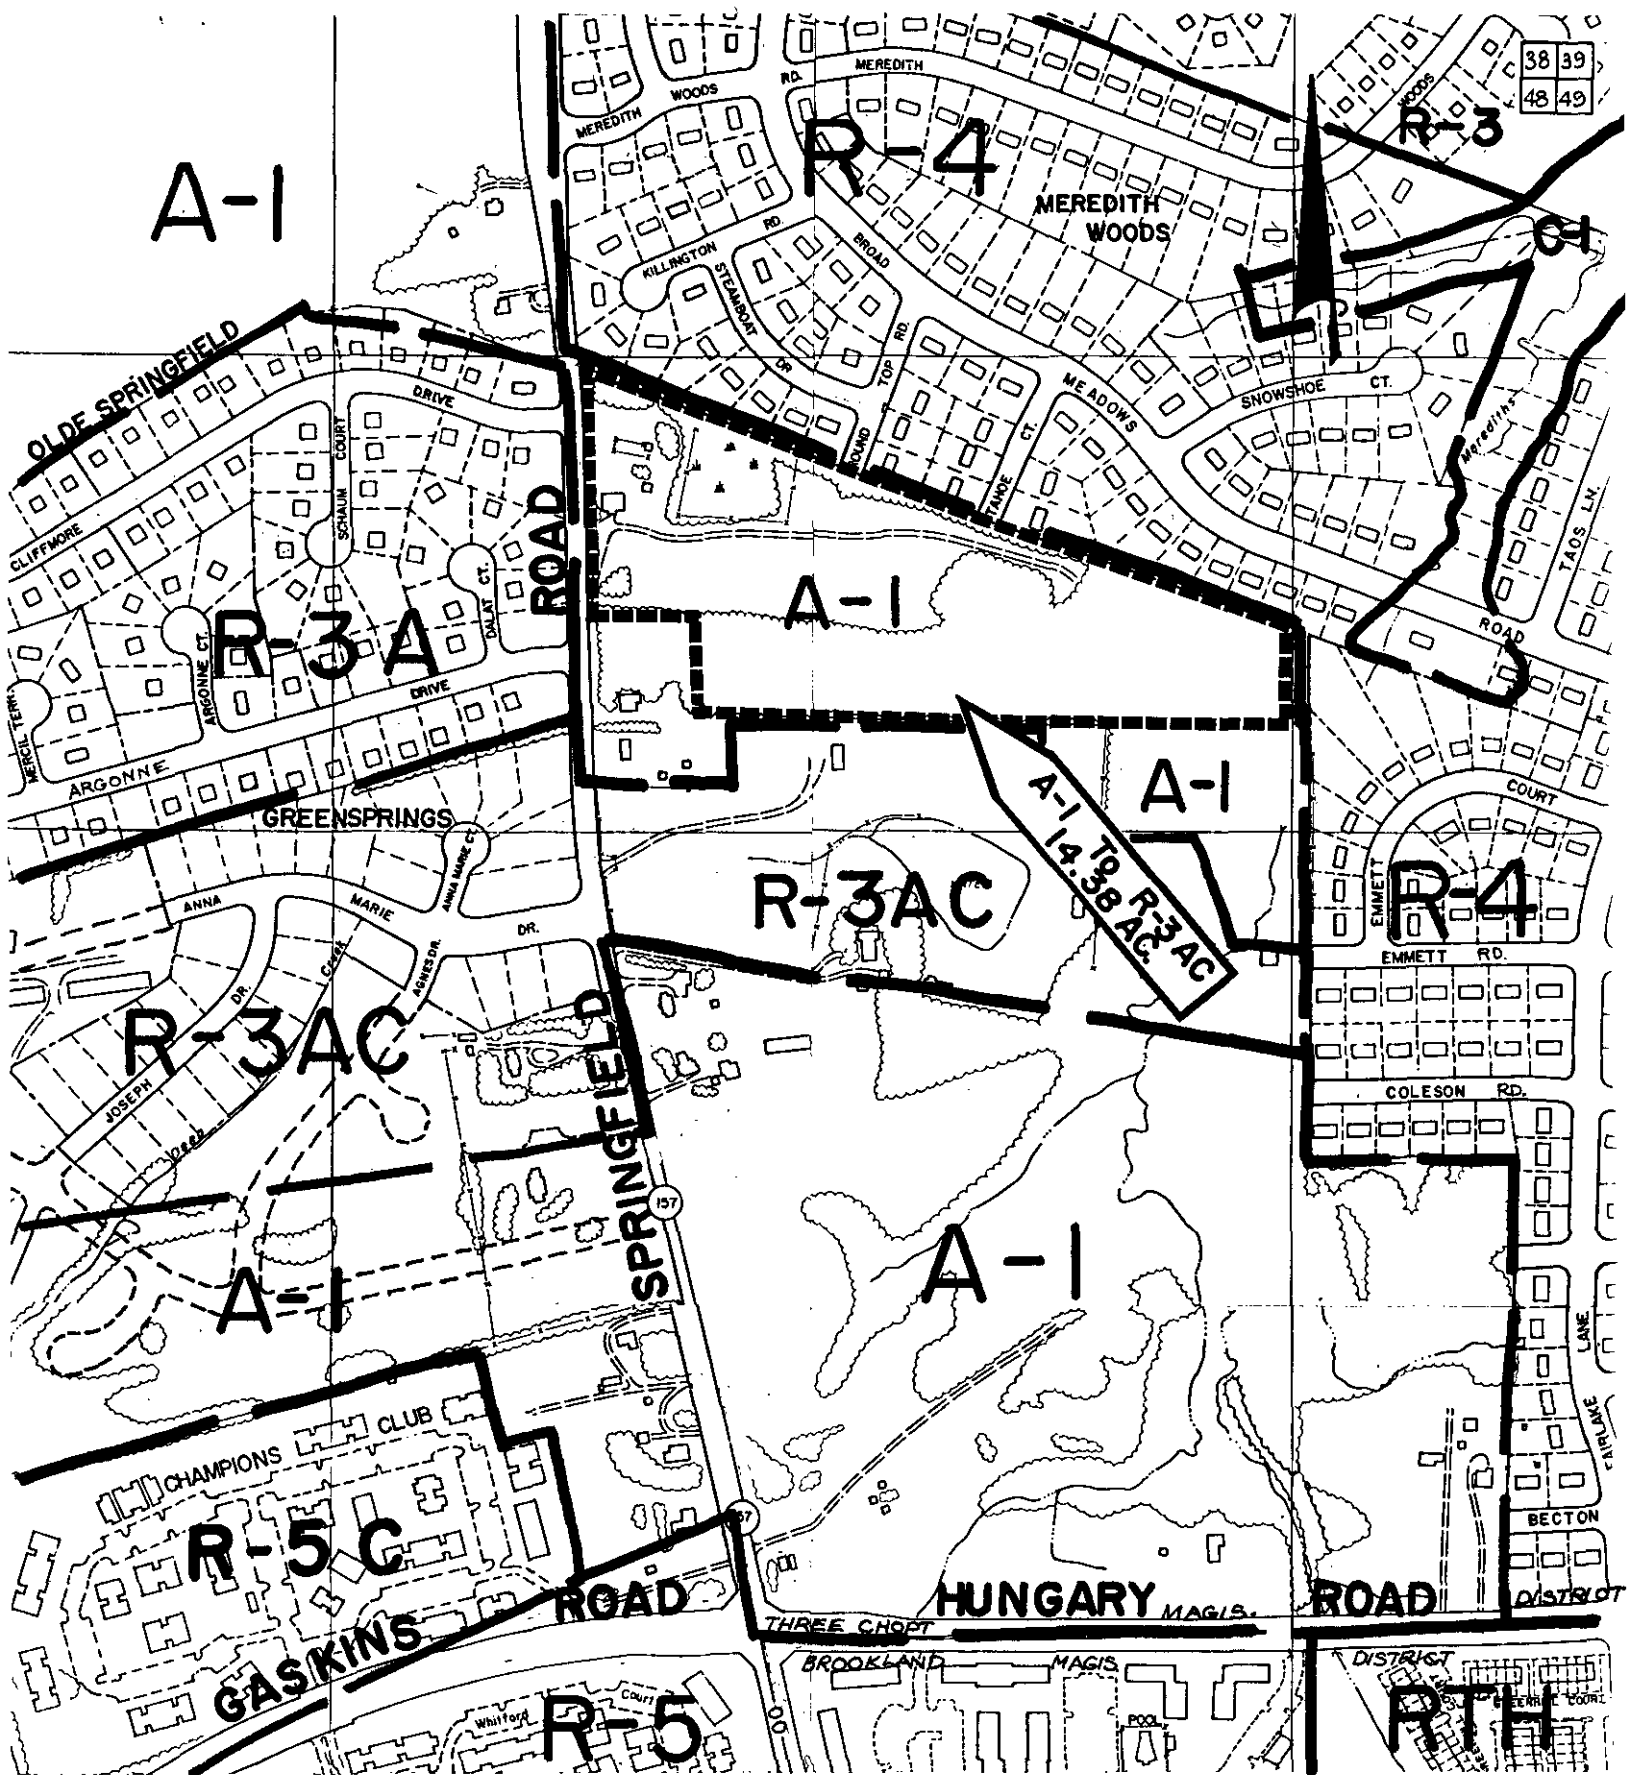 38 39
48 49
MEREDITH
RD.
WOODS
MEREDITH
WOODS
R-3
R-4
A-1
MEREDITH
WOODS
C-1
RD.
KILLINGTON
BROAD
STEAMBOAT
DR
RD.
TOP
ROUND
C
OLDE SPRINGFIELD
DRIVE
MEADOWS
SNOWSHOE CT.
CT.
TAHOE
Merediths
COURT
SCHAUM
CLIFFMORE
ROAD
TAOS LN.
DALAT CT.
A-1
R-3A
ARGONNE CT.
ROAD
DRIVE
MERCIL TERR.
ARGONNE
A-1
COURT
GREENSPRINGS
A-1 TO R-3AC
14.38 AC.
ANNA MARIE CT.
R-3AC
EMMETT
R-4
ANNA
MARIE
DR.
EMMETT RD.
AGNES DR.
Creek
DR.
R-3AC
SPRINGFIELD
COLESON RD.
JOSEPH
Deep
157
A-1
A-1
LANE
FAIRLAKE
CLUB
CHAMPIONS
157
BECTON
R-5C
ROAD
HUNGARY
MAGIS.
ROAD
DISTRICT
THREE CHOPT
GASKINS
BROOKLAND
MAGIS.
DISTRICT
Court
Whitford
R-5
POOL
RTH
COURT